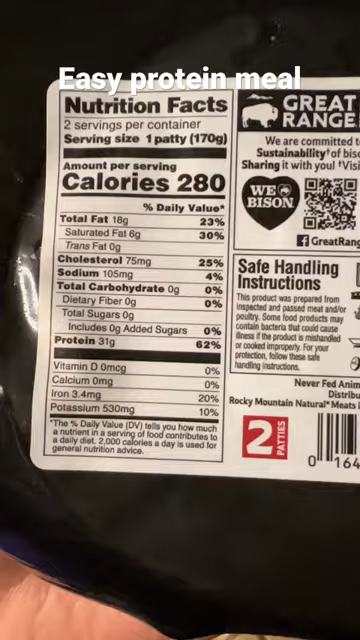 Easy protein meal
Nutrition Facts
2 servings per container
Serving size 1 patty (170g)
Amount per serving
Calories 280
% Daily Value*
Total Fat 18g 23%
Saturated Fat 6g 30%
Trans Fat 0g
Cholesterol 75mg 25%
Sodium 105mg 4%
Total Carbohydrate 0g 0%
Dietary Fiber 0g 0%
Total Sugars 0g
Includes 0g Added Sugars 0%
Protein 31g 62%
Vitamin D 0mcg 0%
Calcium 0mg 0%
Iron 3.4mg 20%
Potassium 530mg 10%
*The % Daily Value (DV) tells you how much
a nutrient in a serving of food contributes to
a daily diet. 2,000 calories a day is used for
general nutrition advice.
GREAT
RANGE
We are committed t
Sustainability† of bis
Sharing it with you! †Visi
WE
BISON
GreatRan
Safe Handling
Instructions
This product was prepared from
inspected and passed meat and/or
poultry. Some food products may
contain bacteria that could cause
illness if the product is mishandled
or cooked improperly. For your
protection, follow these safe
handling instructions.
Never Fed Anim
Distribu
Rocky Mountain Natural* Meats
2
PATTIES
0 164